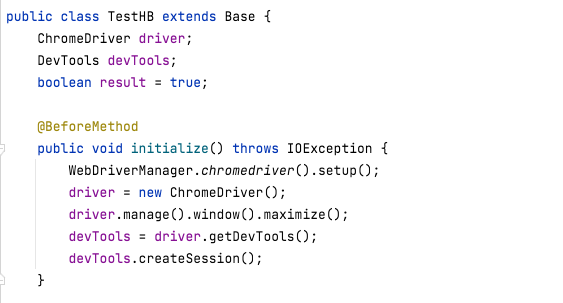 public class TestHB extends Base {
    ChromeDriver driver;
    DevTools devTools;
    boolean result = true;

    @BeforeMethod
    public void initialize() throws IOException {
        WebDriverManager.chromedriver().setup();
        driver = new ChromeDriver();
        driver.manage().window().maximize();
        devTools = driver.getDevTools();
        devTools.createSession();
    }